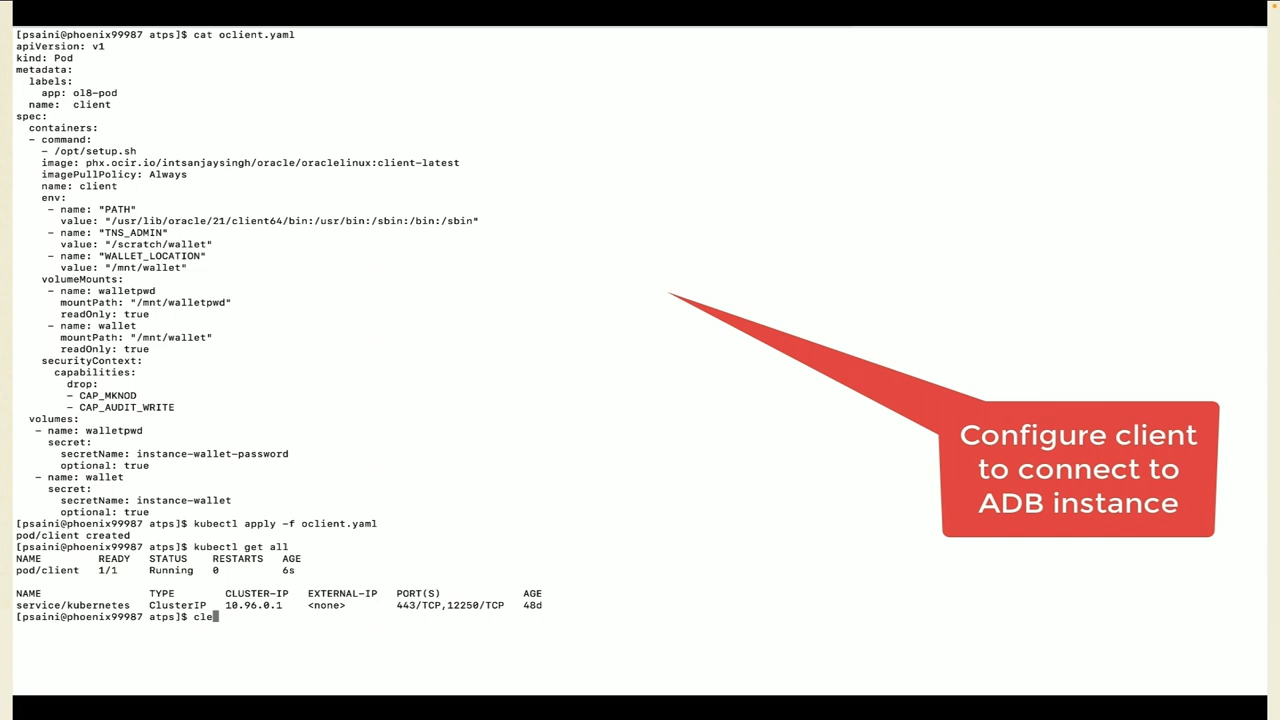 [psaini@phoenix99987 atps]$ cat oclient.yaml
apiVersion: v1
kind: Pod
metadata:
  labels:
    app: ol8-pod
  name:  client
spec:
  containers:
  - command:
    - /opt/setup.sh
    image: phx.ocir.io/intsanjaysingh/oracle/oraclelinux:client-latest
    imagePullPolicy: Always
    name: client
    env:
     - name: "PATH"
       value: "/usr/lib/oracle/21/client64/bin:/usr/bin:/sbin:/bin:/sbin"
     - name: "TNS_ADMIN"
       value: "/scratch/wallet"
     - name: "WALLET_LOCATION"
       value: "/mnt/wallet"
    volumeMounts:
     - name: walletpwd
       mountPath: "/mnt/walletpwd"
       readOnly: true
     - name: wallet
       mountPath: "/mnt/wallet"
       readOnly: true
    securityContext:
      capabilities:
        drop:
        - CAP_MKNOD
        - CAP_AUDIT_WRITE
  volumes:
   - name: walletpwd
     secret:
       secretName: instance-wallet-password
       optional: true
   - name: wallet
     secret:
       secretName: instance-wallet
       optional: true
[psaini@phoenix99987 atps]$ kubectl apply -f oclient.yaml
pod/client created
[psaini@phoenix99987 atps]$ kubectl get all
NAME         READY   STATUS    RESTARTS   AGE
pod/client   1/1     Running   0          6s
NAME                 TYPE        CLUSTER-IP   EXTERNAL-IP   PORT(S)             AGE
service/kubernetes   ClusterIP   10.96.0.1    <none>        443/TCP,12250/TCP   48d
[psaini@phoenix99987 atps]$ cle
Configure client
to connect to
ADB instance